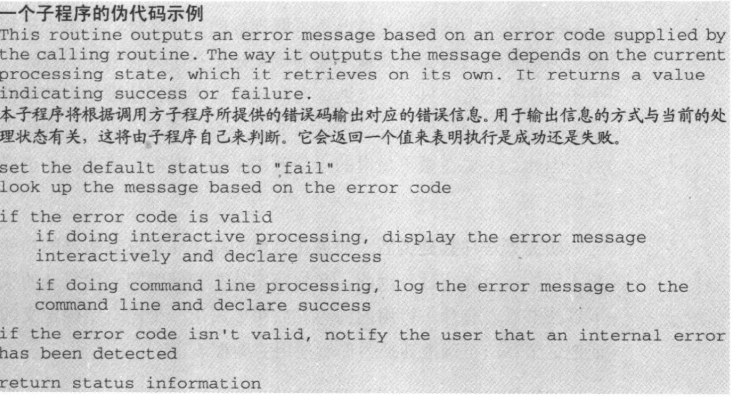 一个子程序的伪代码示例
This routine outputs an error message based on an error code supplied by
the calling routine. The way it outputs the message depends on the current
processing state, which it retrieves on its own. It returns a value
indicating success or failure.
本子程序将根据调用方子程序所提供的错误码输出对应的错误信息。用于输出信息的方式与当前的处
理状态有关，这将由子程序自己来判断。它会返回一个值来表明执行是成功还是失败。
set the default status to "fail"
look up the message based on the error code
if the error code is valid
if doing interactive processing, display the error message
interactively and declare success
if doing command line processing, log the error message to the
command line and declare success
if the error code isn't valid, notify the user that an internal error
has been detected
return status information